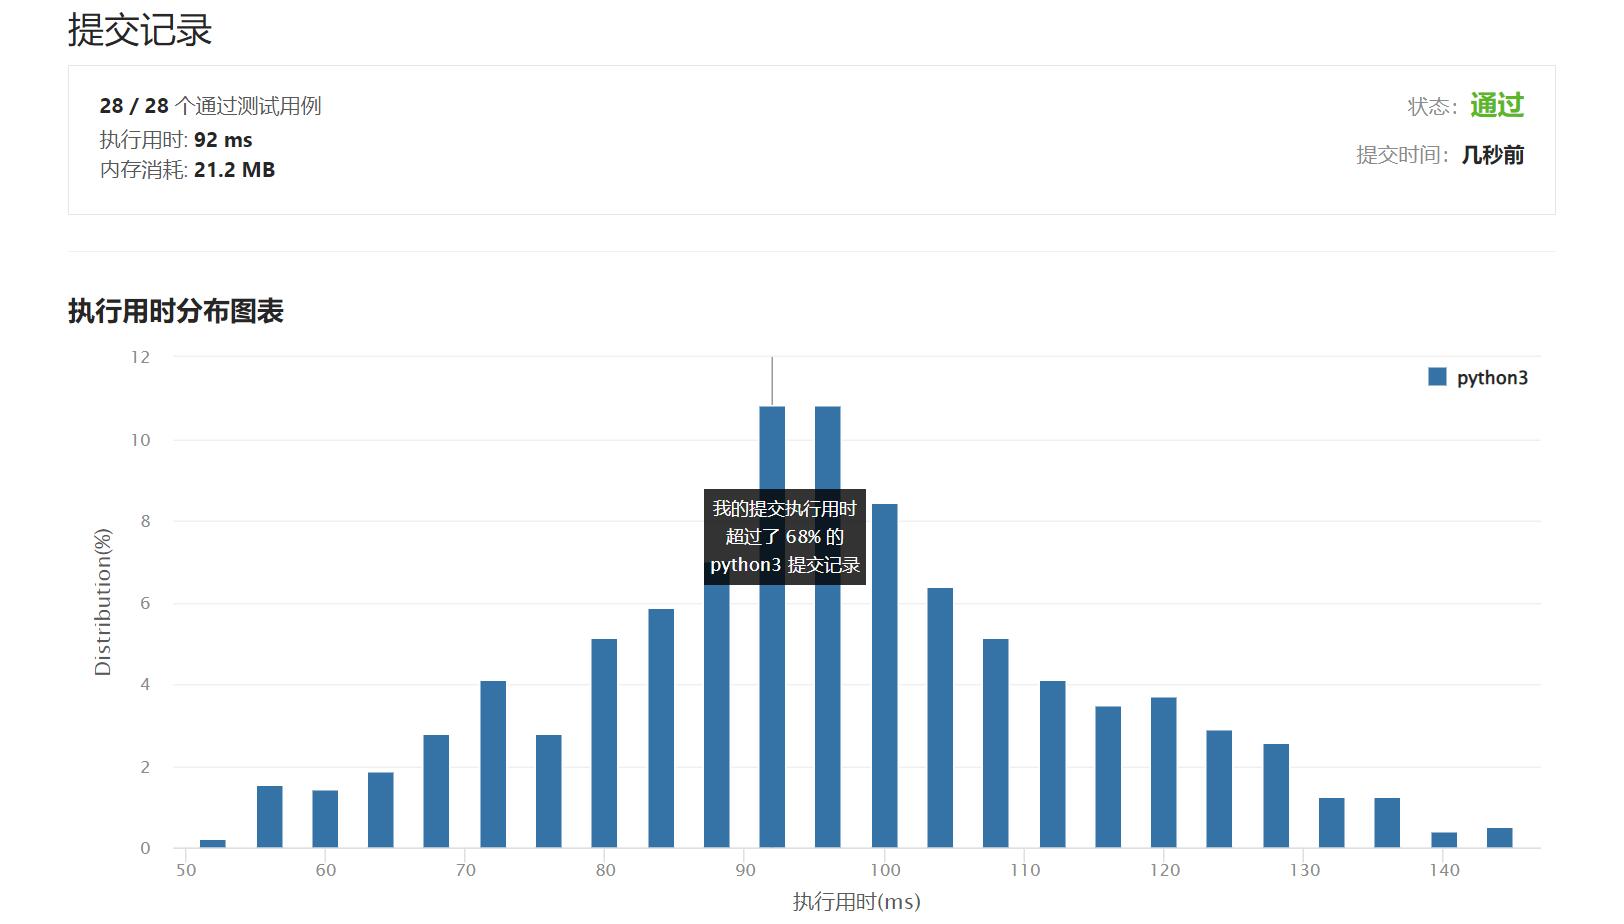 提交记录
28 / 28 个通过测试用例
状态：通过
执行用时: 92 ms
提交时间：几秒前
内存消耗: 21.2 MB
执行用时分布图表
python3
12
10
8
6
4
2
0
Distribution(%)
我的提交执行用时
超过了 68% 的
python3 提交记录
50 60 70 80 90 100 110 120 130 140
执行用时(ms)